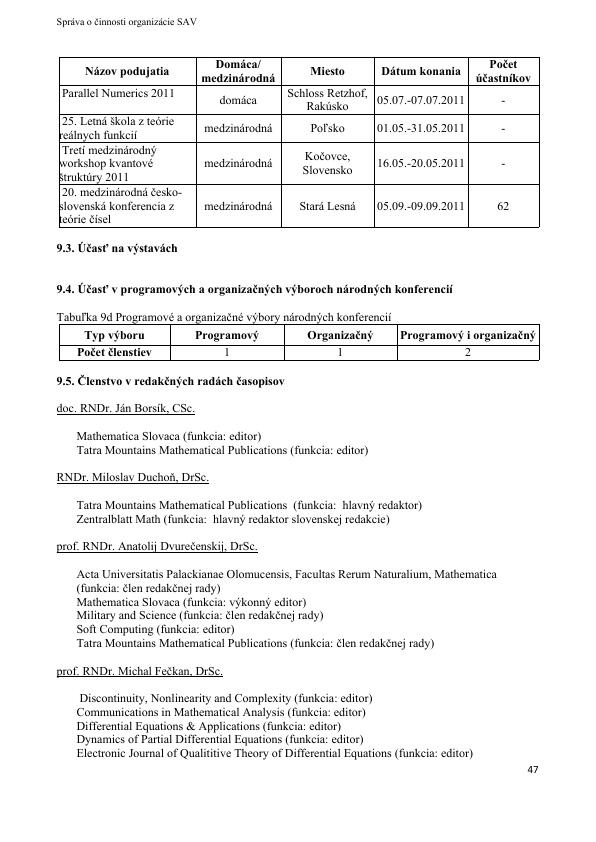 Správa o činnosti organizácie SAV
Názov podujatia
Domáca/
medzinárodná
Miesto
Dátum konania
Počet
účastníkov
Parallel Numerics 2011
domáca
Schloss Retzhof,
Rakúsko
05.07.-07.07.2011
-
25. Letná škola z teórie
reálnych funkcií
medzinárodná
Poľsko
01.05.-31.05.2011
-
Tretí medzinárodný
workshop kvantové
štruktúry 2011
medzinárodná
Kočovce,
Slovensko
16.05.-20.05.2011
-
20. medzinárodná česko-
slovenská konferencia z
teórie čísel
medzinárodná
Stará Lesná
05.09.-09.09.2011
62
9.3. Účasť na výstavách
9.4. Účasť v programových a organizačných výboroch národných konferencií
Tabuľka 9d Programové a organizačné výbory národných konferencií
Typ výboru Programový Organizačný Programový i organizačný
Počet členstiev 1 1 2
9.5. Členstvo v redakčných radách časopisov
doc. RNDr. Ján Borsík, CSc.
Mathematica Slovaca (funkcia: editor)
Tatra Mountains Mathematical Publications (funkcia: editor)
RNDr. Miloslav Duchoň, DrSc.
Tatra Mountains Mathematical Publications (funkcia: hlavný redaktor)
Zentralblatt Math (funkcia: hlavný redaktor slovenskej redakcie)
prof. RNDr. Anatolij Dvurečenskij, DrSc.
Acta Universitatis Palackianae Olomucensis, Facultas Rerum Naturalium, Mathematica
(funkcia: člen redakčnej rady)
Mathematica Slovaca (funkcia: výkonný editor)
Military and Science (funkcia: člen redakčnej rady)
Soft Computing (funkcia: editor)
Tatra Mountains Mathematical Publications (funkcia: člen redakčnej rady)
prof. RNDr. Michal Fečkan, DrSc.
Discontinuity, Nonlinearity and Complexity (funkcia: editor)
Communications in Mathematical Analysis (funkcia: editor)
Differential Equations & Applications (funkcia: editor)
Dynamics of Partial Differential Equations (funkcia: editor)
Electronic Journal of Qualititive Theory of Differential Equations (funkcia: editor)
47